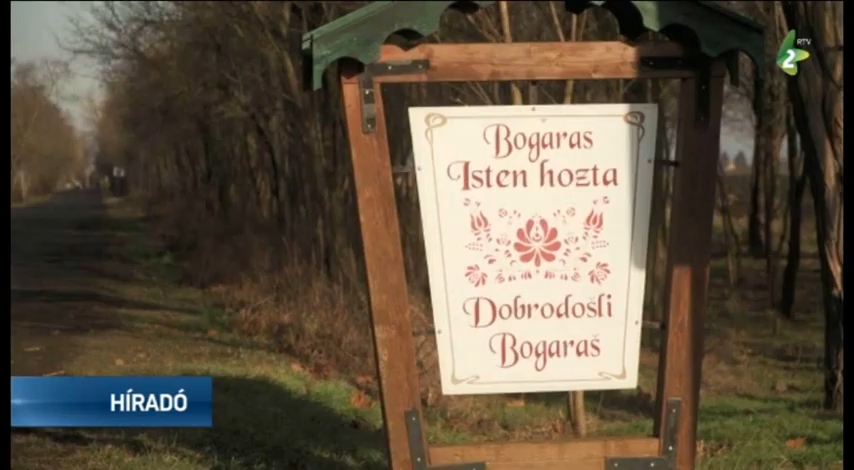 RTV
2
Bogaras
Isten hozta
Dobrodošli
Bogaraš
HÍRADÓ